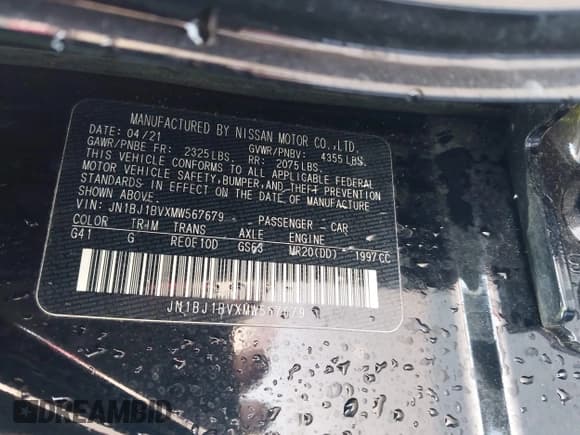 MANUFACTURED BY NISSAN MOTOR CO.,LTD.
DATE: 04/21 GVWR/PNBV: 4355 LBS.
GAWR/PNBE FR: 2325 LBS. RR: 2075 LBS.
THIS VEHICLE CONFORMS TO ALL APPLICABLE FEDERAL
MOTOR VEHICLE SAFETY, BUMPER, AND THEFT PREVENTION
STANDARDS IN EFFECT ON THE DATE OF MANUFACTURE
SHOWN ABOVE.
VIN: JN1BJ1BVXMW567679 PASSENGER - CAR
COLOR TRIM TRANS AXLE ENGINE
G41 G RE0F10D GS63 MR20(DD) 1997 CC
JN1BJ1BVXMW567679
DREAMBID